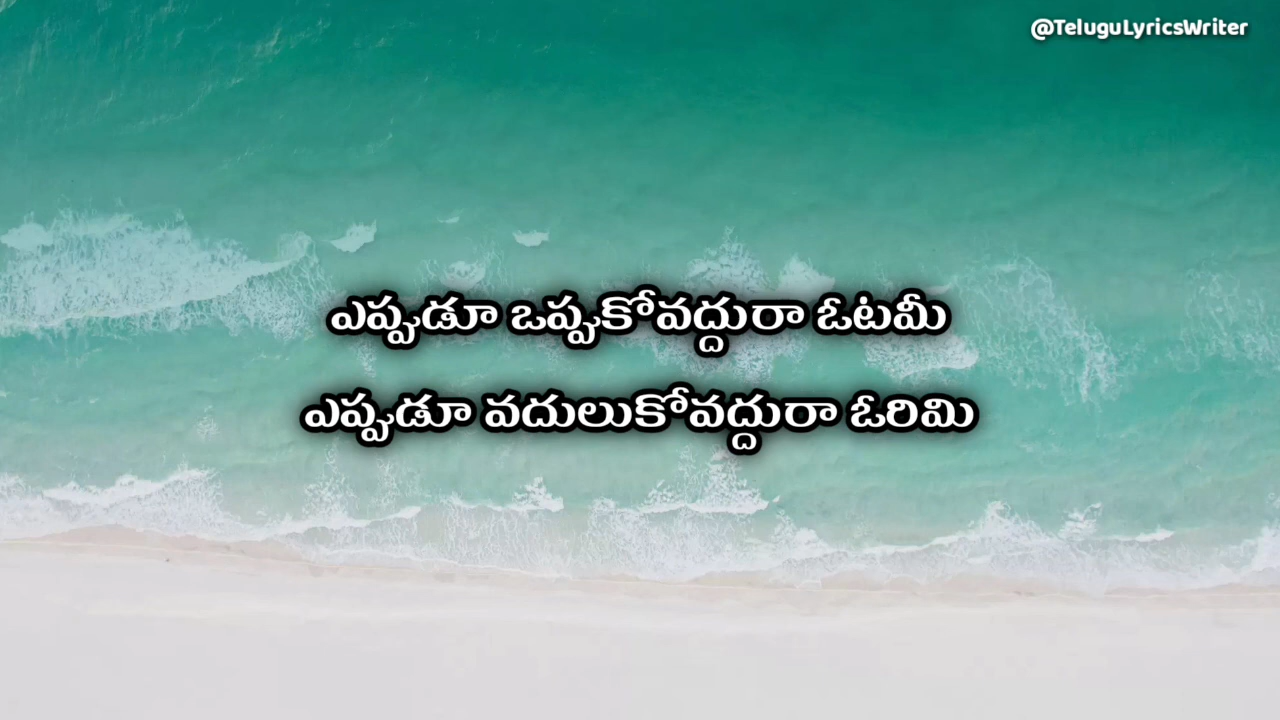 @TeluguLyricsWriter
ఎప్పుడూ ఒప్పుకోవద్దురా ఓటమీ
ఎప్పుడూ వదులుకోవద్దురా ఓరిమి